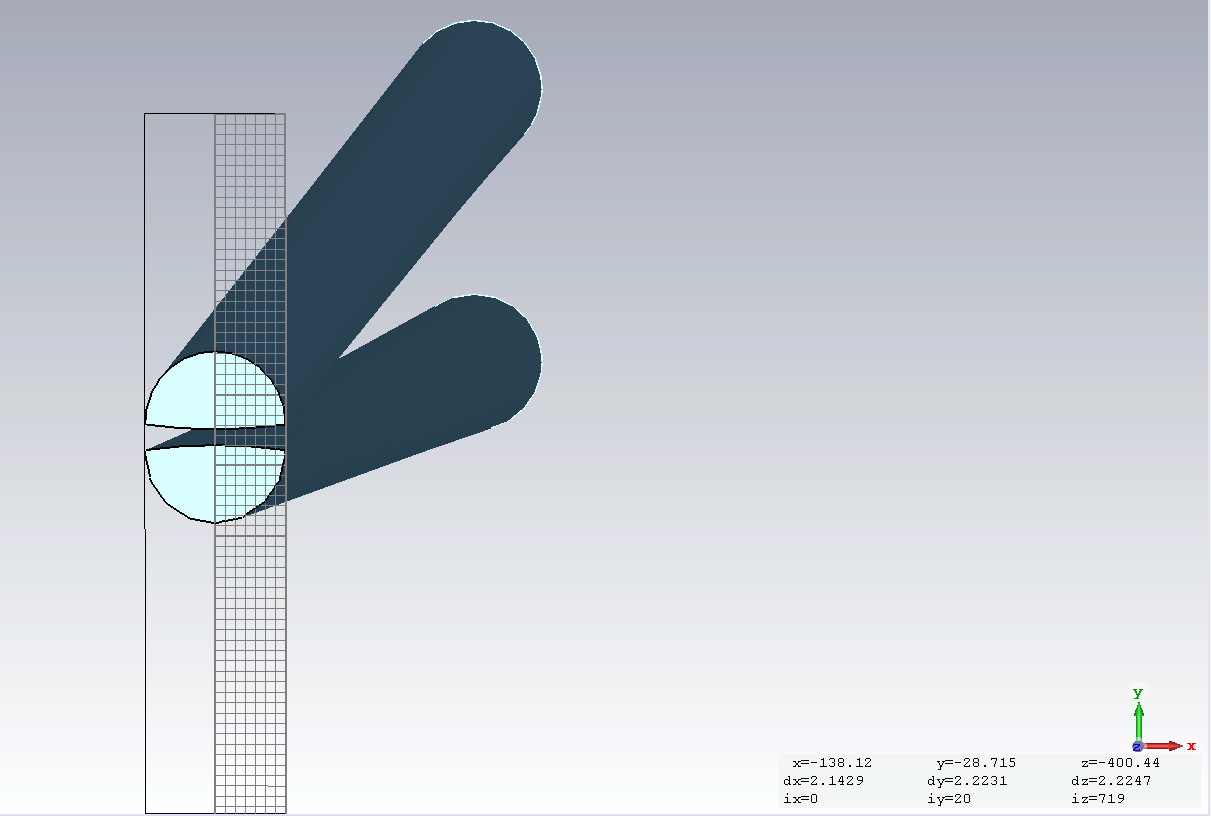 y
z x
x=-138.12 y=-28.715 z=-400.44
dx=2.1429 dy=2.2231 dz=2.2247
ix=0 iy=20 iz=719